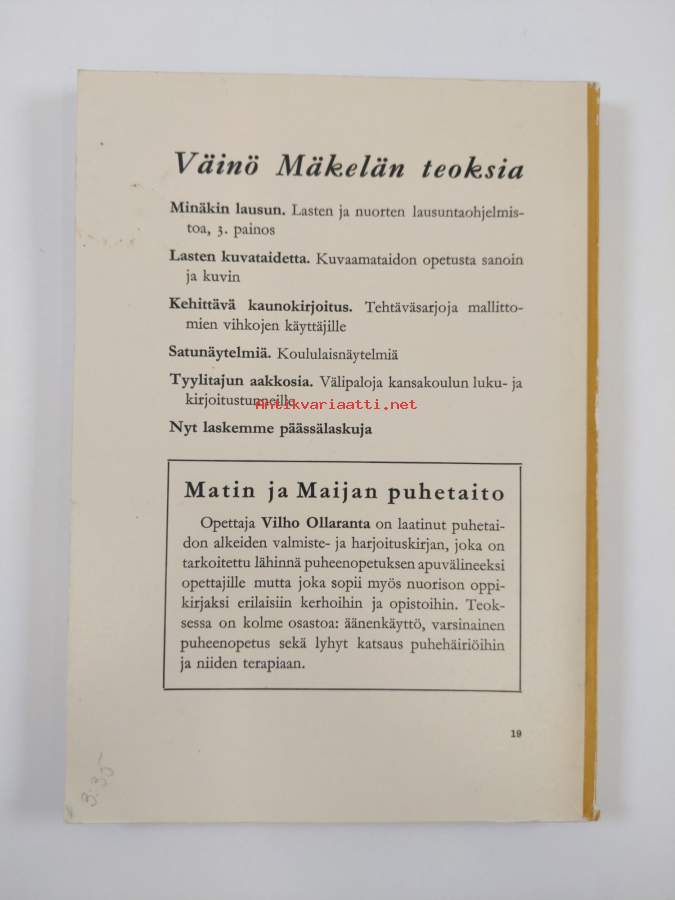 Väinö Mäkelän teoksia
Minäkin lausun. Lasten ja nuorten lausuntaohjelmis-
toa, 3. painos
Lasten kuvataidetta. Kuvaamataidon opetusta sanoin
ja kuvin
Kehittävä kaunokirjoitus. Tehtäväsarjoja mallitto-
mien vihkojen käyttäjille
Satunäytelmiä. Koululaisnäytelmiä
Tyylitajun aakkosia. Välipaloja kansakoulun luku- ja
kirjoitustunneille
Antikvariaatti.net
Nyt laskemme päässälaskuja
Matin ja Maijan puhetaito
Opettaja Vilho Ollaranta on laatinut puhetai-
don alkeiden valmiste- ja harjoituskirjan, joka on
tarkoitettu lähinnä puheenopetuksen apuvälineeksi
opettajille mutta joka sopii myös nuorison oppi-
kirjaksi erilaisiin kerhoihin ja opistoihin. Teok-
sessa on kolme osastoa: äänenkäyttö, varsinainen
puheenopetus sekä lyhyt katsaus puhehäiriöihin
ja niiden terapiaan.
19
3:35